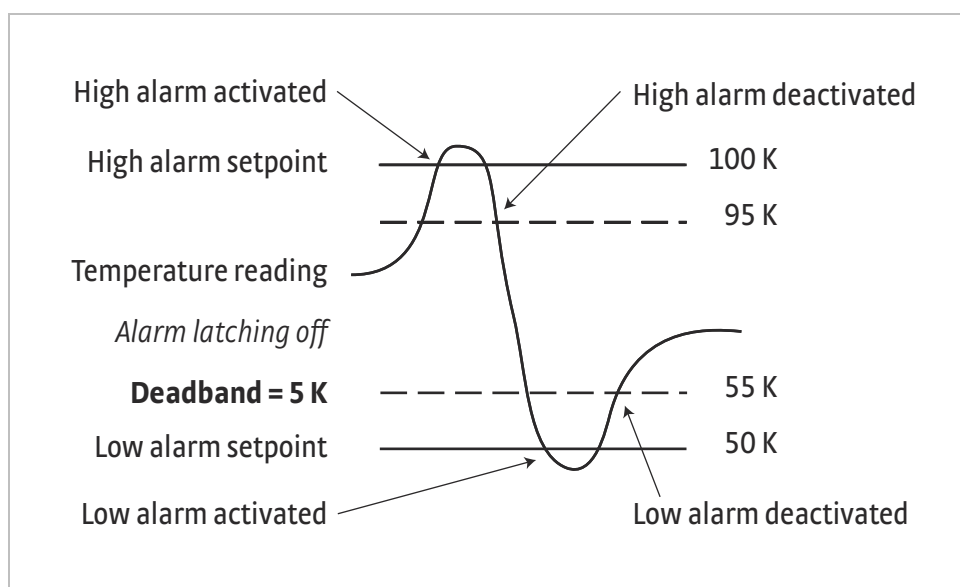 High alarm activated
High alarm deactivated
High alarm setpoint
100 K
95 K
Temperature reading
Alarm latching off
Deadband = 5 K
55 K
Low alarm setpoint
50 K
Low alarm activated
Low alarm deactivated